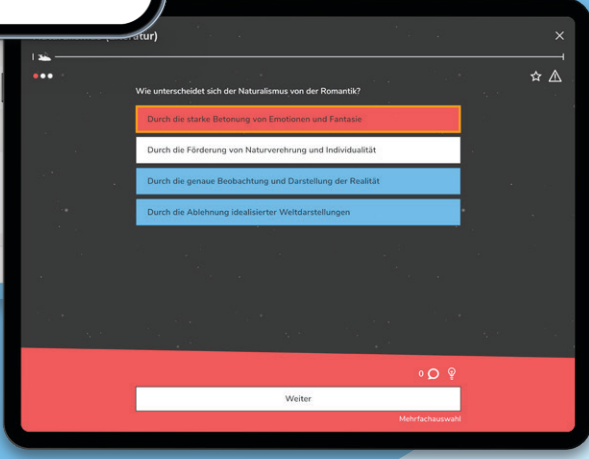 atur)
Wie unterscheidet sich der Naturalismus von der Romantik?
Durch die starke Betonung von Emotionen und Fantasie
Durch die Förderung von Naturverehrung und Individualität
Durch die genaue Beobachtung und Darstellung der Realität
Durch die Ablehnung idealisierter Weltdarstellungen
0
Weiter
Mehrfachauswahl